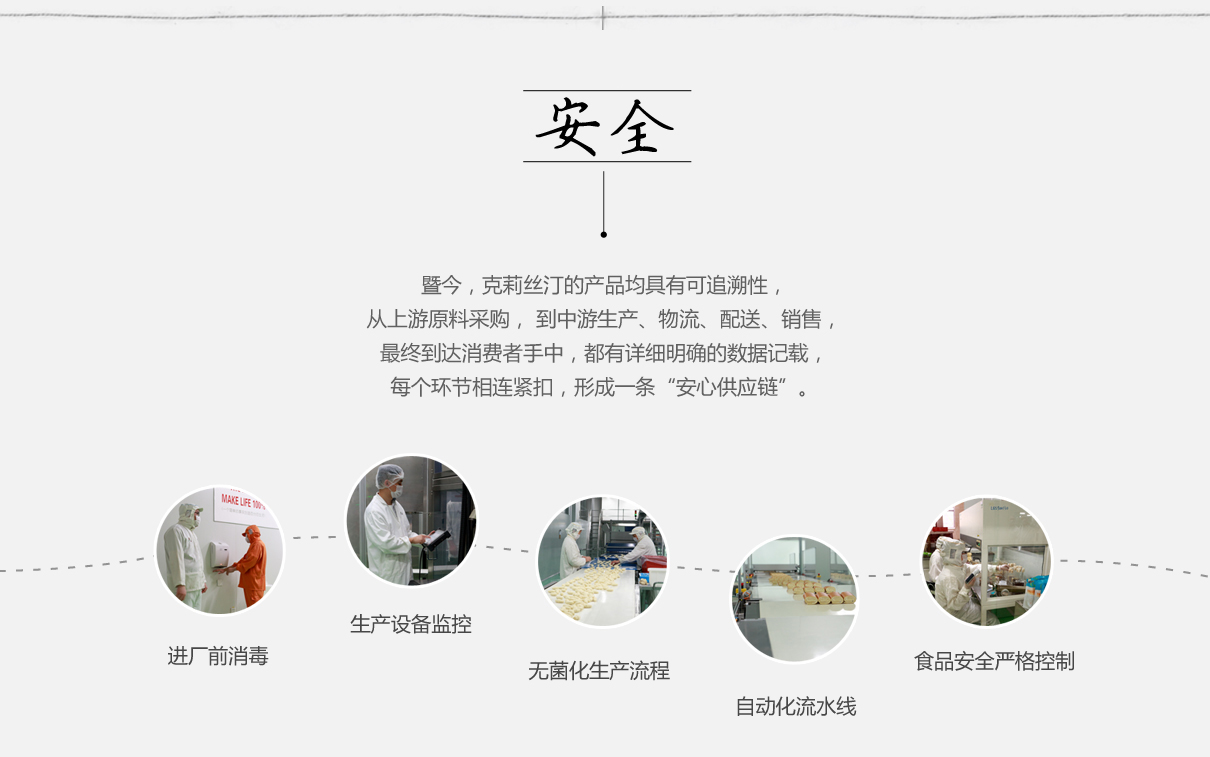 安全
暨今，克莉丝汀的产品均具有可追溯性，
从上游原料采购， 到中游生产、物流、配送、销售，
最终到达消费者手中，都有详细明确的数据记载，
每个环节相连紧扣，形成一条“安心供应链”。
MAKE LIFE 100%
生产设备监控
进厂前消毒
无菌化生产流程
食品安全严格控制
自动化流水线